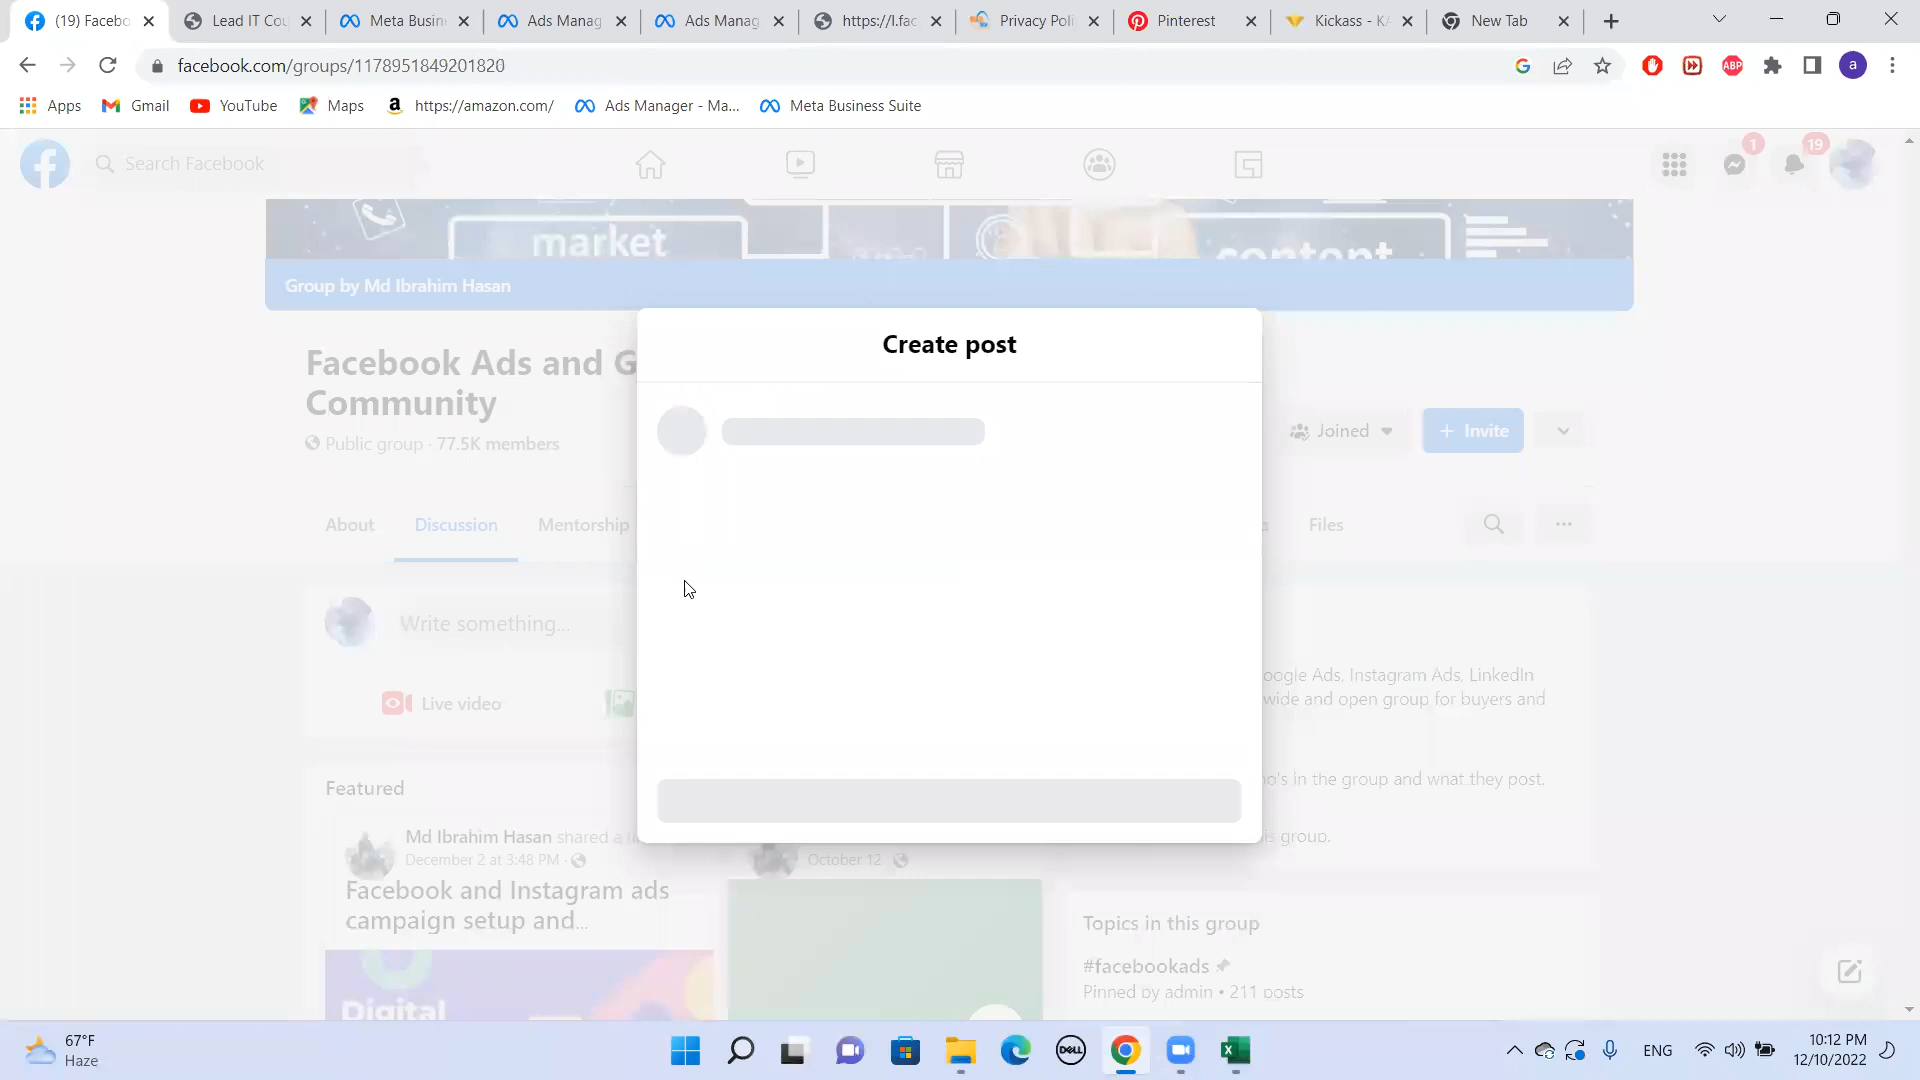 (19) Facebo
Lead IT Cou
Meta Busin
Ads Manag
Ads Manag
https://l.fac
Privacy Poli
Pinterest
Kickass - KA
New Tab
facebook.com/groups/1178951849201820
ABP
a
Apps
Gmail
YouTube
Maps
https://amazon.com/
Ads Manager - Ma...
Meta Business Suite
Search Facebook
1
19
market
content
Group by Md Ibrahim Hasan
Create post
Facebook Ads and G
Community
Public group · 77.5K members
Joined
+ Invite
About
Discussion
Mentorship
Files
Write something...
oogle Ads, Instagram Ads, LinkedIn
wide and open group for buyers and
Live video
ho's in the group and what they post.
Featured
is group.
Md Ibrahim Hasan shared a li
December 2 at 3:48 PM ·
October 12
Facebook and Instagram ads
campaign setup and...
Topics in this group
#facebookads
Pinned by admin • 211 posts
Digital
67°F
Haze
DELL
ENG
10:12 PM
12/10/2022